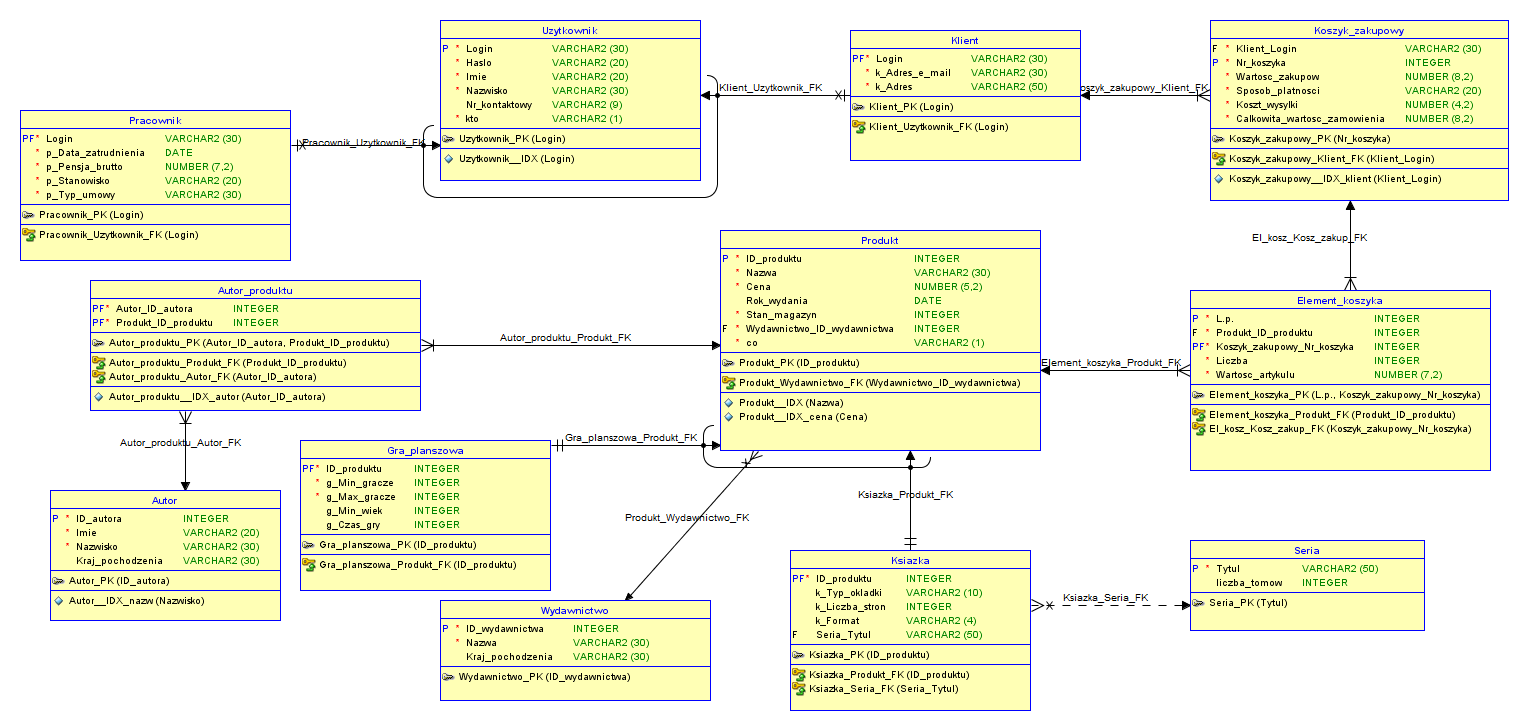 Uzytkownik
P * Login VARCHAR2 (30)
* Haslo VARCHAR2 (20)
* Imie VARCHAR2 (20)
* Nazwisko VARCHAR2 (30)
Nr_kontaktowy VARCHAR2 (9)
* kto VARCHAR2 (1)
Uzytkownik_PK (Login)
Uzytkownik__IDX (Login)
Klient_Uzytkownik_FK
Klient
PF* Login VARCHAR2 (30)
* k_Adres_e_mail VARCHAR2 (30)
* k_Adres VARCHAR2 (50)
Klient_PK (Login)
Klient_Uzytkownik_FK (Login)
oszyk_zakupowy_Klient_FK
Koszyk_zakupowy
F * Klient_Login VARCHAR2 (30)
P * Nr_koszyka INTEGER
* Wartosc_zakupow NUMBER (8,2)
* Sposob_platnosci VARCHAR2 (20)
* Koszt_wysylki NUMBER (4,2)
* Calkowita_wartosc_zamowienia NUMBER (8,2)
Koszyk_zakupowy_PK (Nr_koszyka)
Koszyk_zakupowy_Klient_FK (Klient_Login)
Koszyk_zakupowy__IDX_klient (Klient_Login)
Pracownik
PF* Login VARCHAR2 (30)
* p_Data_zatrudnienia DATE
* p_Pensja_brutto NUMBER (7,2)
* p_Stanowisko VARCHAR2 (20)
* p_Typ_umowy VARCHAR2 (30)
Pracownik_PK (Login)
Pracownik_Uzytkownik_FK (Login)
Pracownik_Uzytkownik_FK
El_kosz_Kosz_zakup_FK
Autor_produktu
PF* Autor_ID_autora INTEGER
PF* Produkt_ID_produktu INTEGER
Autor_produktu_PK (Autor_ID_autora, Produkt_ID_produktu)
Autor_produktu_Produkt_FK (Produkt_ID_produktu)
Autor_produktu_Autor_FK (Autor_ID_autora)
Autor_produktu__IDX_autor (Autor_ID_autora)
Autor_produktu_Produkt_FK
Produkt
P * ID_produktu INTEGER
* Nazwa VARCHAR2 (30)
* Cena NUMBER (5,2)
Rok_wydania DATE
* Stan_magazyn INTEGER
F * Wydawnictwo_ID_wydawnictwa INTEGER
* co VARCHAR2 (1)
Produkt_PK (ID_produktu)
Produkt_Wydawnictwo_FK (Wydawnictwo_ID_wydawnictwa)
Produkt__IDX (Nazwa)
Produkt__IDX_cena (Cena)
Element_koszyka_Produkt_FK
Element_koszyka
P * L.p. INTEGER
F * Produkt_ID_produktu INTEGER
PF* Koszyk_zakupowy_Nr_koszyka INTEGER
* Liczba INTEGER
* Wartosc_artykulu NUMBER (7,2)
Element_koszyka_PK (L.p., Koszyk_zakupowy_Nr_koszyka)
Element_koszyka_Produkt_FK (Produkt_ID_produktu)
El_kosz_Kosz_zakup_FK (Koszyk_zakupowy_Nr_koszyka)
Autor_produktu_Autor_FK
Autor
P * ID_autora INTEGER
* Imie VARCHAR2 (20)
* Nazwisko VARCHAR2 (30)
Kraj_pochodzenia VARCHAR2 (30)
Autor_PK (ID_autora)
Autor__IDX_nazw (Nazwisko)
Gra_planszowa
PF* ID_produktu INTEGER
* g_Min_gracze INTEGER
* g_Max_gracze INTEGER
g_Min_wiek INTEGER
g_Czas_gry INTEGER
Gra_planszowa_PK (ID_produktu)
Gra_planszowa_Produkt_FK (ID_produktu)
Gra_planszowa_Produkt_FK
Ksiazka_Produkt_FK
Produkt_Wydawnictwo_FK
Wydawnictwo
P * ID_wydawnictwa INTEGER
* Nazwa VARCHAR2 (30)
Kraj_pochodzenia VARCHAR2 (30)
Wydawnictwo_PK (ID_wydawnictwa)
Ksiazka
PF* ID_produktu INTEGER
k_Typ_okladki VARCHAR2 (10)
k_Liczba_stron INTEGER
k_Format VARCHAR2 (4)
F Seria_Tytul VARCHAR2 (50)
Ksiazka_PK (ID_produktu)
Ksiazka_Produkt_FK (ID_produktu)
Ksiazka_Seria_FK (Seria_Tytul)
Ksiazka_Seria_FK
Seria
P * Tytul VARCHAR2 (50)
liczba_tomow INTEGER
Seria_PK (Tytul)